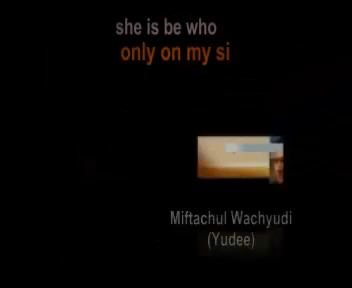 she is be who
only on my si
Miftachul Wachyudi
(Yudee)